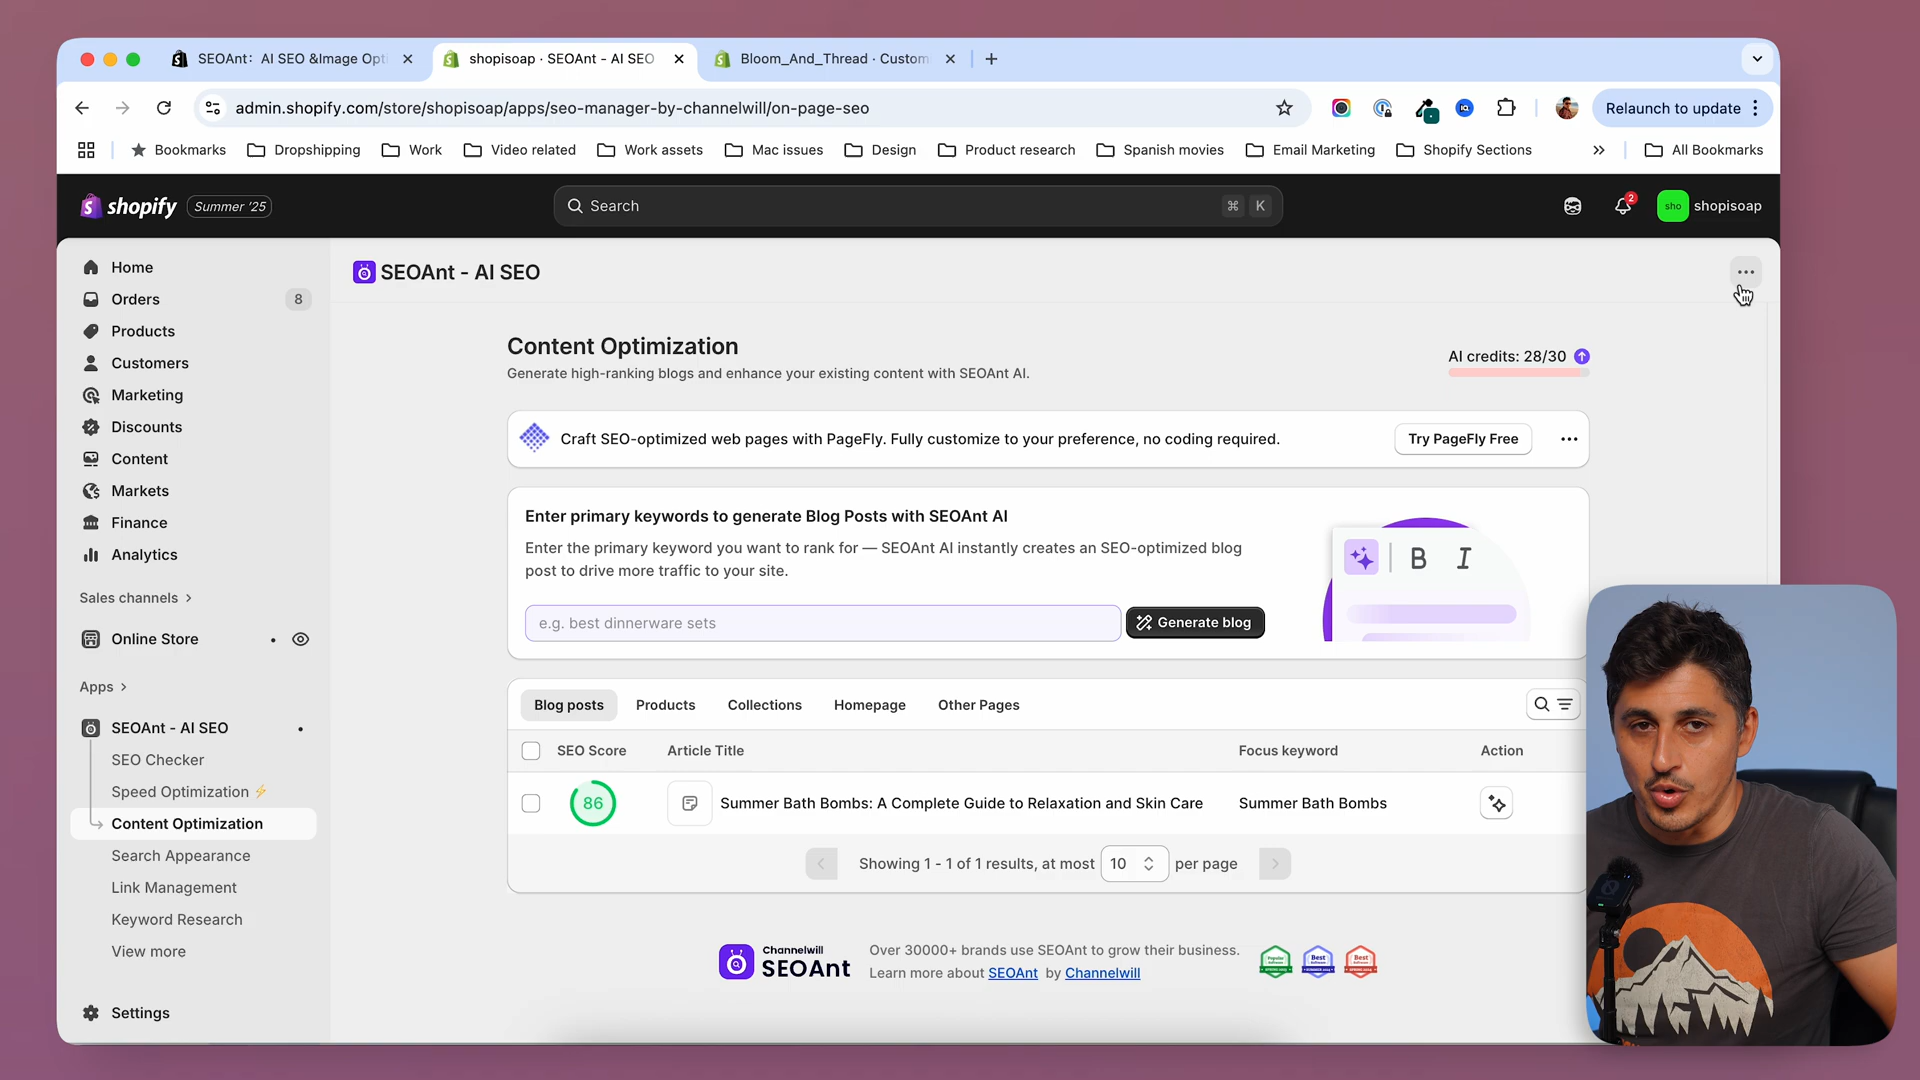 SEOAnt: AI SEO &Image Opti
shopisoap · SEOAnt - AI SEO
Bloom_And_Thread · Custom
admin.shopify.com/store/shopisoap/apps/seo-manager-by-channelwill/on-page-seo
Relaunch to update
Bookmarks
Dropshipping
Work
Video related
Work assets
Mac issues
Design
Product research
Spanish movies
Email Marketing
Shopify Sections
All Bookmarks
shopify
Summer '25
Search
⌘ K
2
sho
shopisoap
Home
Orders
8
Products
Customers
Marketing
Discounts
Content
Markets
Finance
Analytics
Sales channels
Online Store
Apps
SEOAnt - AI SEO
SEO Checker
Speed Optimization ⚡
Content Optimization
Search Appearance
Link Management
Keyword Research
View more
Settings
SEOAnt - AI SEO
Content Optimization
Generate high-ranking blogs and enhance your existing content with SEOAnt AI.
AI credits: 28/30
Craft SEO-optimized web pages with PageFly. Fully customize to your preference, no coding required.
Try PageFly Free
Enter primary keywords to generate Blog Posts with SEOAnt AI
Enter the primary keyword you want to rank for — SEOAnt AI instantly creates an SEO-optimized blog
post to drive more traffic to your site.
e.g. best dinnerware sets
Generate blog
B I
Blog posts
Products
Collections
Homepage
Other Pages
SEO Score
Article Title
Focus keyword
Action
86
Summer Bath Bombs: A Complete Guide to Relaxation and Skin Care
Summer Bath Bombs
Showing 1 - 1 of 1 results, at most
10
per page
Channelwill
SEOAnt
Over 30000+ brands use SEOAnt to grow their business.
Learn more about SEOAnt by Channelwill
Best
Best